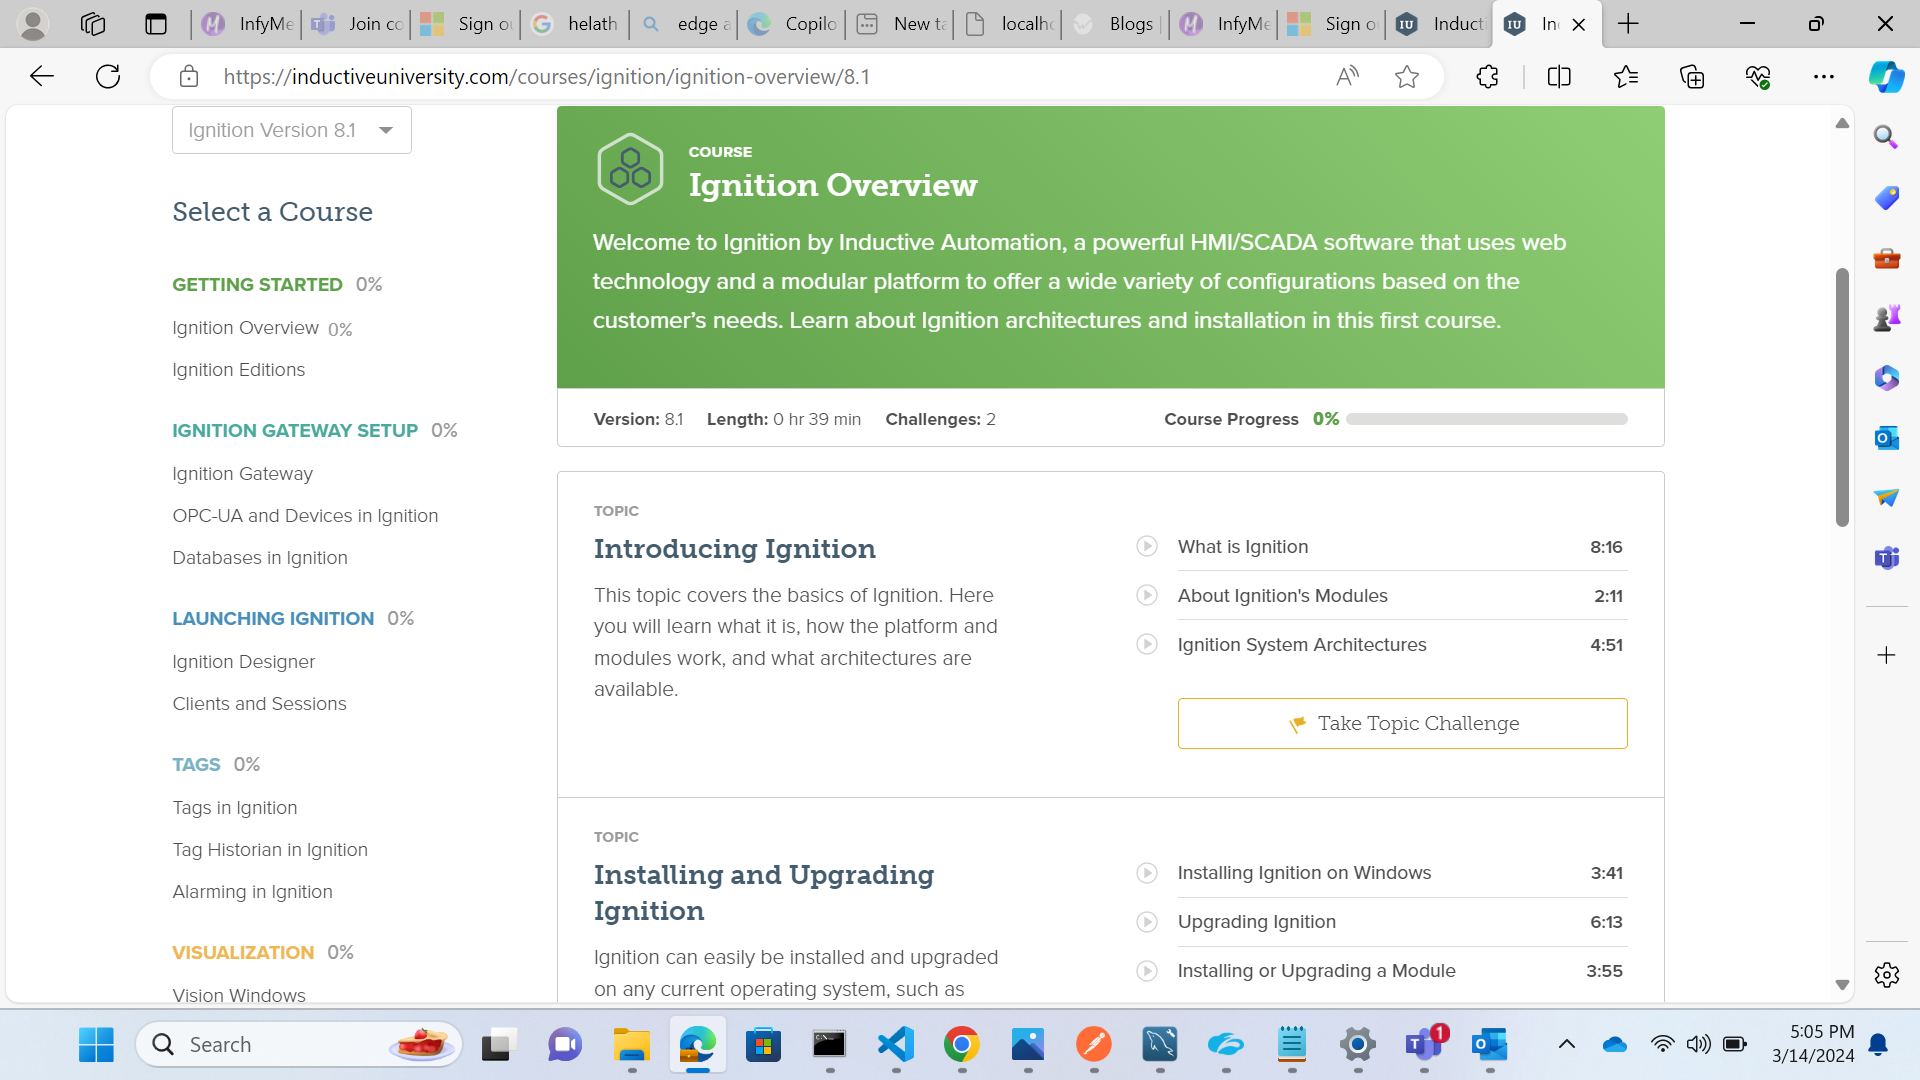 InfyMe
Join co
Sign ou
helath
edge a
Copilo
New ta
localho
Blogs
InfyMe
Sign o
Inducti
In
https://inductiveuniversity.com/courses/ignition/ignition-overview/8.1
Ignition Version 8.1
Select a Course
GETTING STARTED 0%
Ignition Overview 0%
Ignition Editions
IGNITION GATEWAY SETUP 0%
Ignition Gateway
OPC-UA and Devices in Ignition
Databases in Ignition
LAUNCHING IGNITION 0%
Ignition Designer
Clients and Sessions
TAGS 0%
Tags in Ignition
Tag Historian in Ignition
Alarming in Ignition
VISUALIZATION 0%
Vision Windows
COURSE
Ignition Overview
Welcome to Ignition by Inductive Automation, a powerful HMI/SCADA software that uses web
technology and a modular platform to offer a wide variety of configurations based on the
customer’s needs. Learn about Ignition architectures and installation in this first course.
Version: 8.1 Length: 0 hr 39 min Challenges: 2 Course Progress 0%
TOPIC
Introducing Ignition
This topic covers the basics of Ignition. Here
you will learn what it is, how the platform and
modules work, and what architectures are
available.
What is Ignition 8:16
About Ignition's Modules 2:11
Ignition System Architectures 4:51
Take Topic Challenge
TOPIC
Installing and Upgrading
Ignition
Ignition can easily be installed and upgraded
on any current operating system, such as
Installing Ignition on Windows 3:41
Upgrading Ignition 6:13
Installing or Upgrading a Module 3:55
Search
1
5:05 PM
3/14/2024